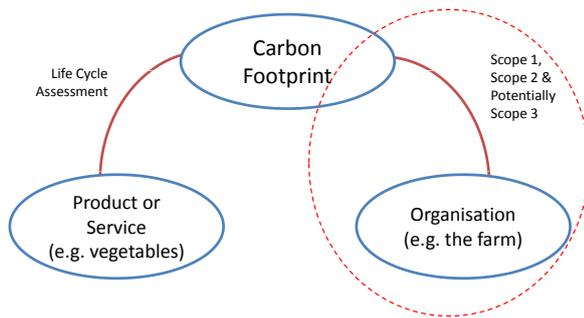 Carbon
Footprint
Life Cycle
Assessment
Scope 1,
Scope 2 &
Potentially
Scope 3
Product or
Service
(e.g. vegetables)
Organisation
(e.g. the farm)